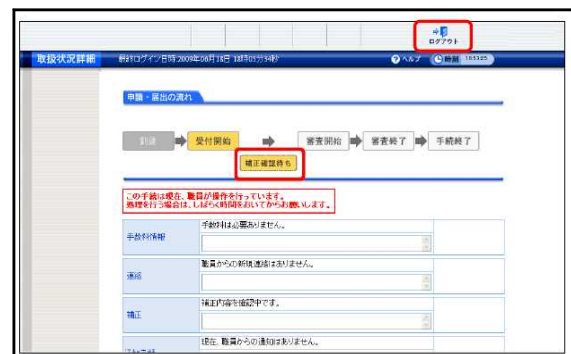 ログアウト
取扱状況詳細
最終ログイン日時:2009年06月18日 18時05分34秒
ヘルプ
時刻
申請・届出の流れ
到達
受付開始
審査開始
審査終了
手続終了
補正確認待ち
この手続は現在、職員が操作を行っています。
処理を行う場合は、しばらく時間をおいてからお願いします。
手数料情報
手数料は必要ありません。
連絡
職員からの新規連絡はありません。
補正
補正内容を確認中です。
現在、職員からの通知はありません。